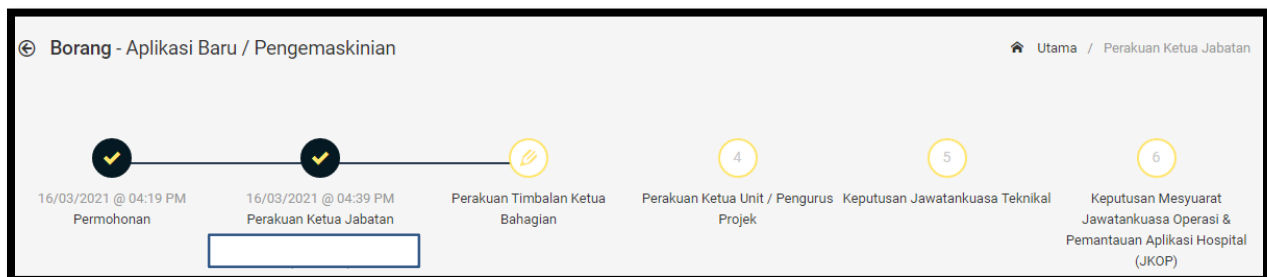 Borang - Aplikasi Baru / Pengemaskinian
Utama / Perakuan Ketua Jabatan
16/03/2021 @ 04:19 PM
Permohonan
16/03/2021 @ 04:39 PM
Perakuan Ketua Jabatan
Perakuan Timbalan Ketua
Bahagian
4
Perakuan Ketua Unit / Pengurus
Projek
5
Keputusan Jawatankuasa Teknikal
6
Keputusan Mesyuarat
Jawatankuasa Operasi &
Pemantauan Aplikasi Hospital
(JKOP)